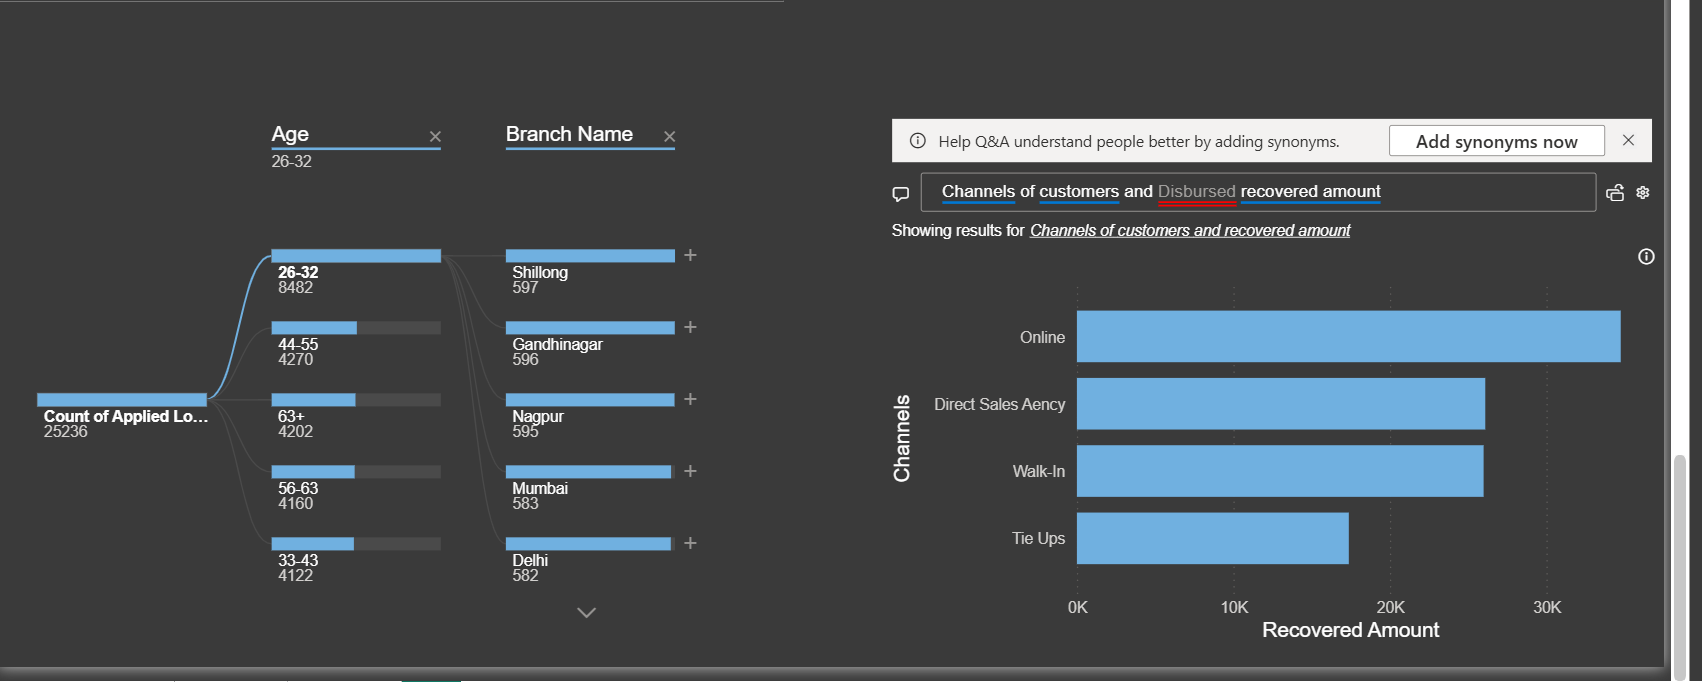 Age
26-32
Branch Name
26-32
8482
44-55
4270
63+
4202
56-63
4160
33-43
4122
Count of Applied Lo...
25236
Shillong
597
Gandhinagar
596
Nagpur
595
Mumbai
583
Delhi
582
Help Q&A understand people better by adding synonyms.
Add synonyms now
Channels of customers and Disbursed recovered amount
Showing results for Channels of customers and recovered amount
Channels
Online
Direct Sales Aency
Walk-In
Tie Ups
0K 10K 20K 30K
Recovered Amount